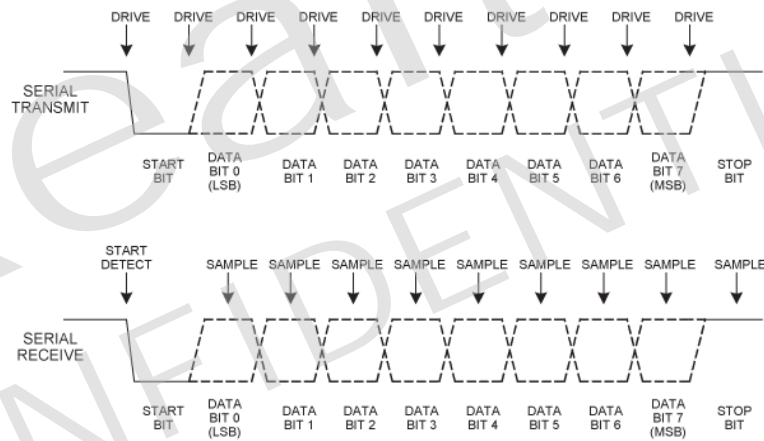 DRIVE DRIVE DRIVE DRIVE DRIVE DRIVE DRIVE DRIVE DRIVE DRIVE
SERIAL
TRANSMIT
START
BIT
DATA
BIT 0
(LSB)
DATA
BIT 1
DATA
BIT 2
DATA
BIT 3
DATA
BIT 4
DATA
BIT 5
DATA
BIT 6
DATA
BIT 7
(MSB)
STOP
BIT
START
DETECT
SAMPLE SAMPLE SAMPLE SAMPLE SAMPLE SAMPLE SAMPLE SAMPLE SAMPLE
SERIAL
RECEIVE
START
BIT
DATA
BIT 0
(LSB)
DATA
BIT 1
DATA
BIT 2
DATA
BIT 3
DATA
BIT 4
DATA
BIT 5
DATA
BIT 6
DATA
BIT 7
(MSB)
STOP
BIT